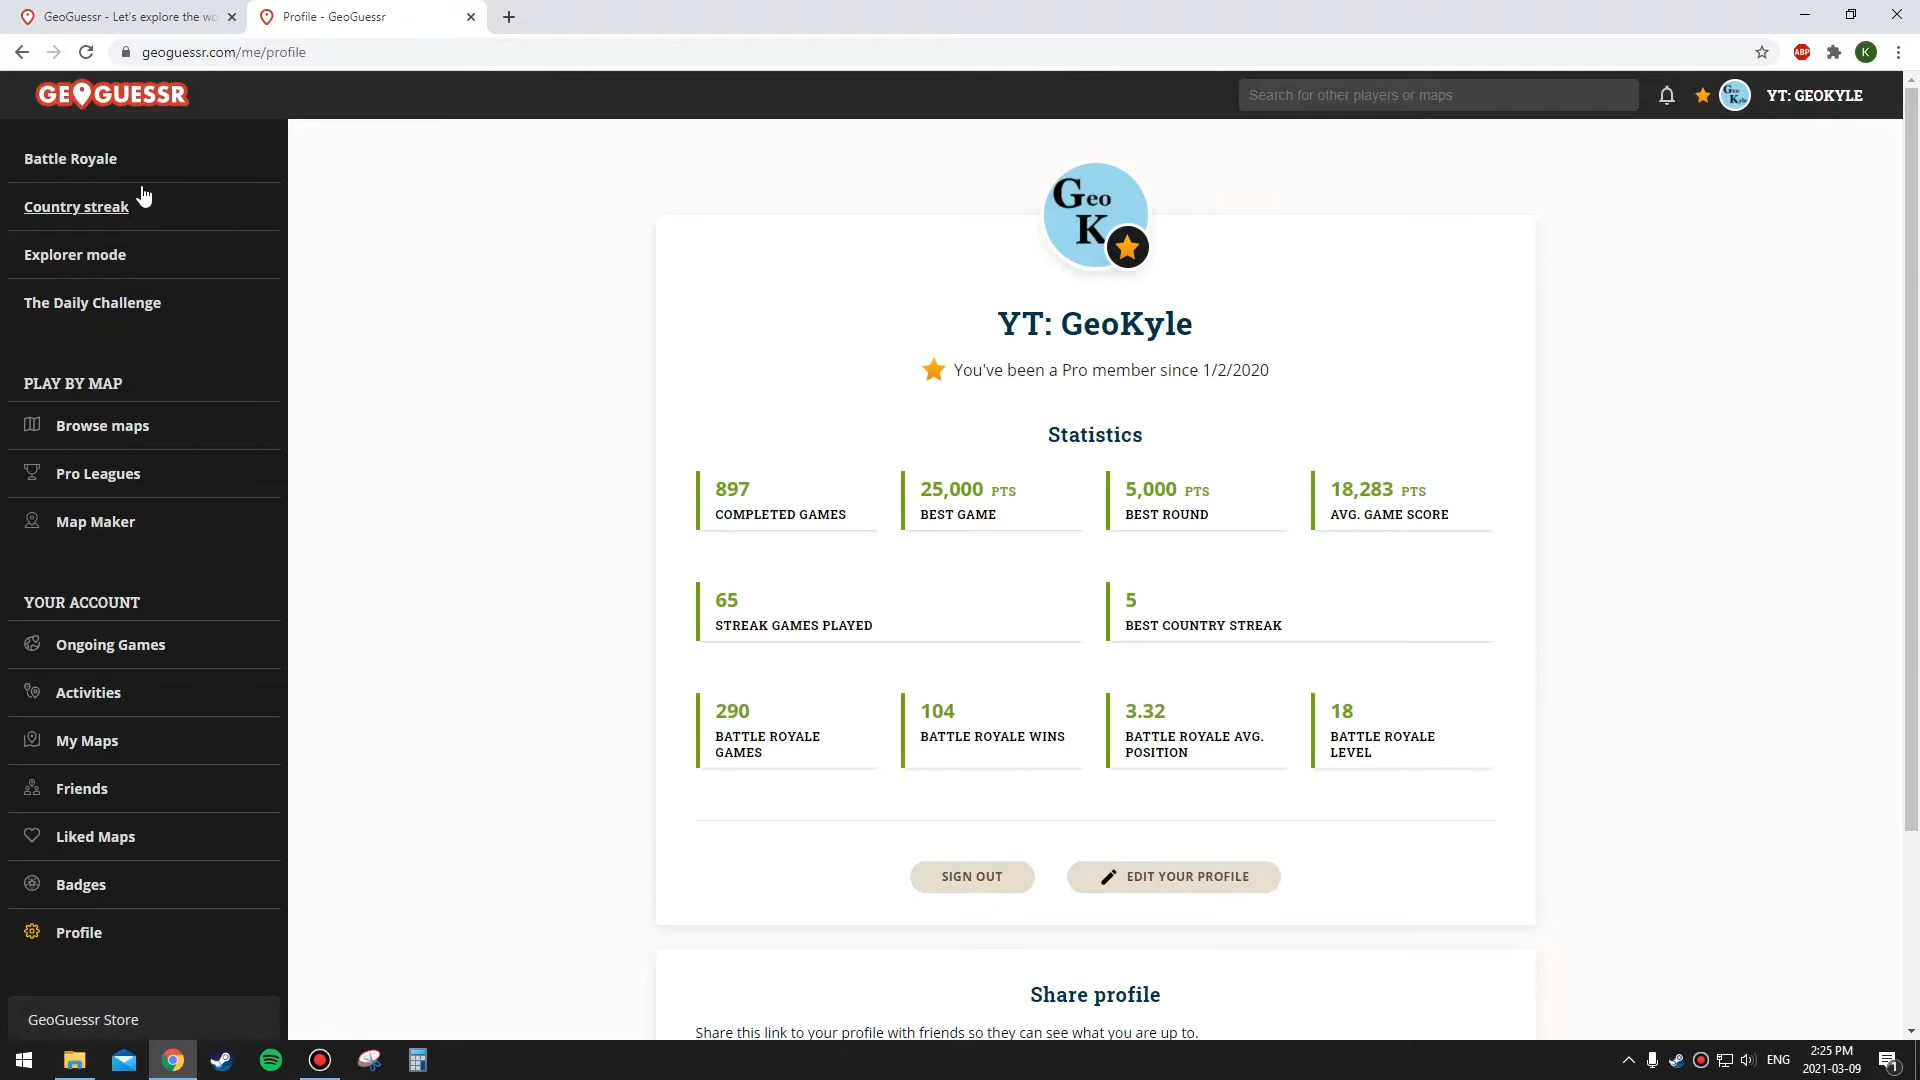 GeoGuessr - Let's explore the wo
Profile - GeoGuessr
geoguessr.com/me/profile
ABP
K
GEOGUESSR
Search for other players or maps
YT: GEOKYLE
Battle Royale
Country streak
Explorer mode
The Daily Challenge
PLAY BY MAP
Browse maps
Pro Leagues
Map Maker
YOUR ACCOUNT
Ongoing Games
Activities
My Maps
Friends
Liked Maps
Badges
Profile
GeoGuessr Store
Geo
K
YT: GeoKyle
You've been a Pro member since 1/2/2020
Statistics
897
COMPLETED GAMES
25,000 PTS
BEST GAME
5,000 PTS
BEST ROUND
18,283 PTS
AVG. GAME SCORE
65
STREAK GAMES PLAYED
5
BEST COUNTRY STREAK
290
BATTLE ROYALE
GAMES
104
BATTLE ROYALE WINS
3.32
BATTLE ROYALE AVG.
POSITION
18
BATTLE ROYALE
LEVEL
SIGN OUT
EDIT YOUR PROFILE
Share profile
Share this link to your profile with friends so they can see what you are up to.
ENG
2:25 PM
2021-03-09
1